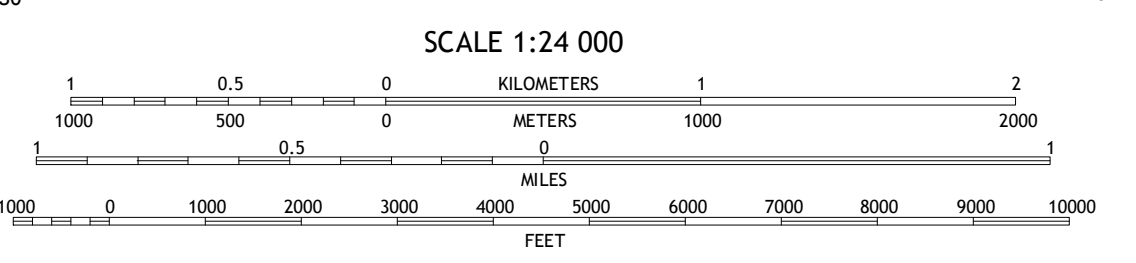 SCALE 1:24 000
1 0.5 0 KILOMETERS 1 2
1000 500 0 METERS 1000 2000
1 0.5 0 1
MILES
1000 0 1000 2000 3000 4000 5000 6000 7000 8000 9000 10000
FEET